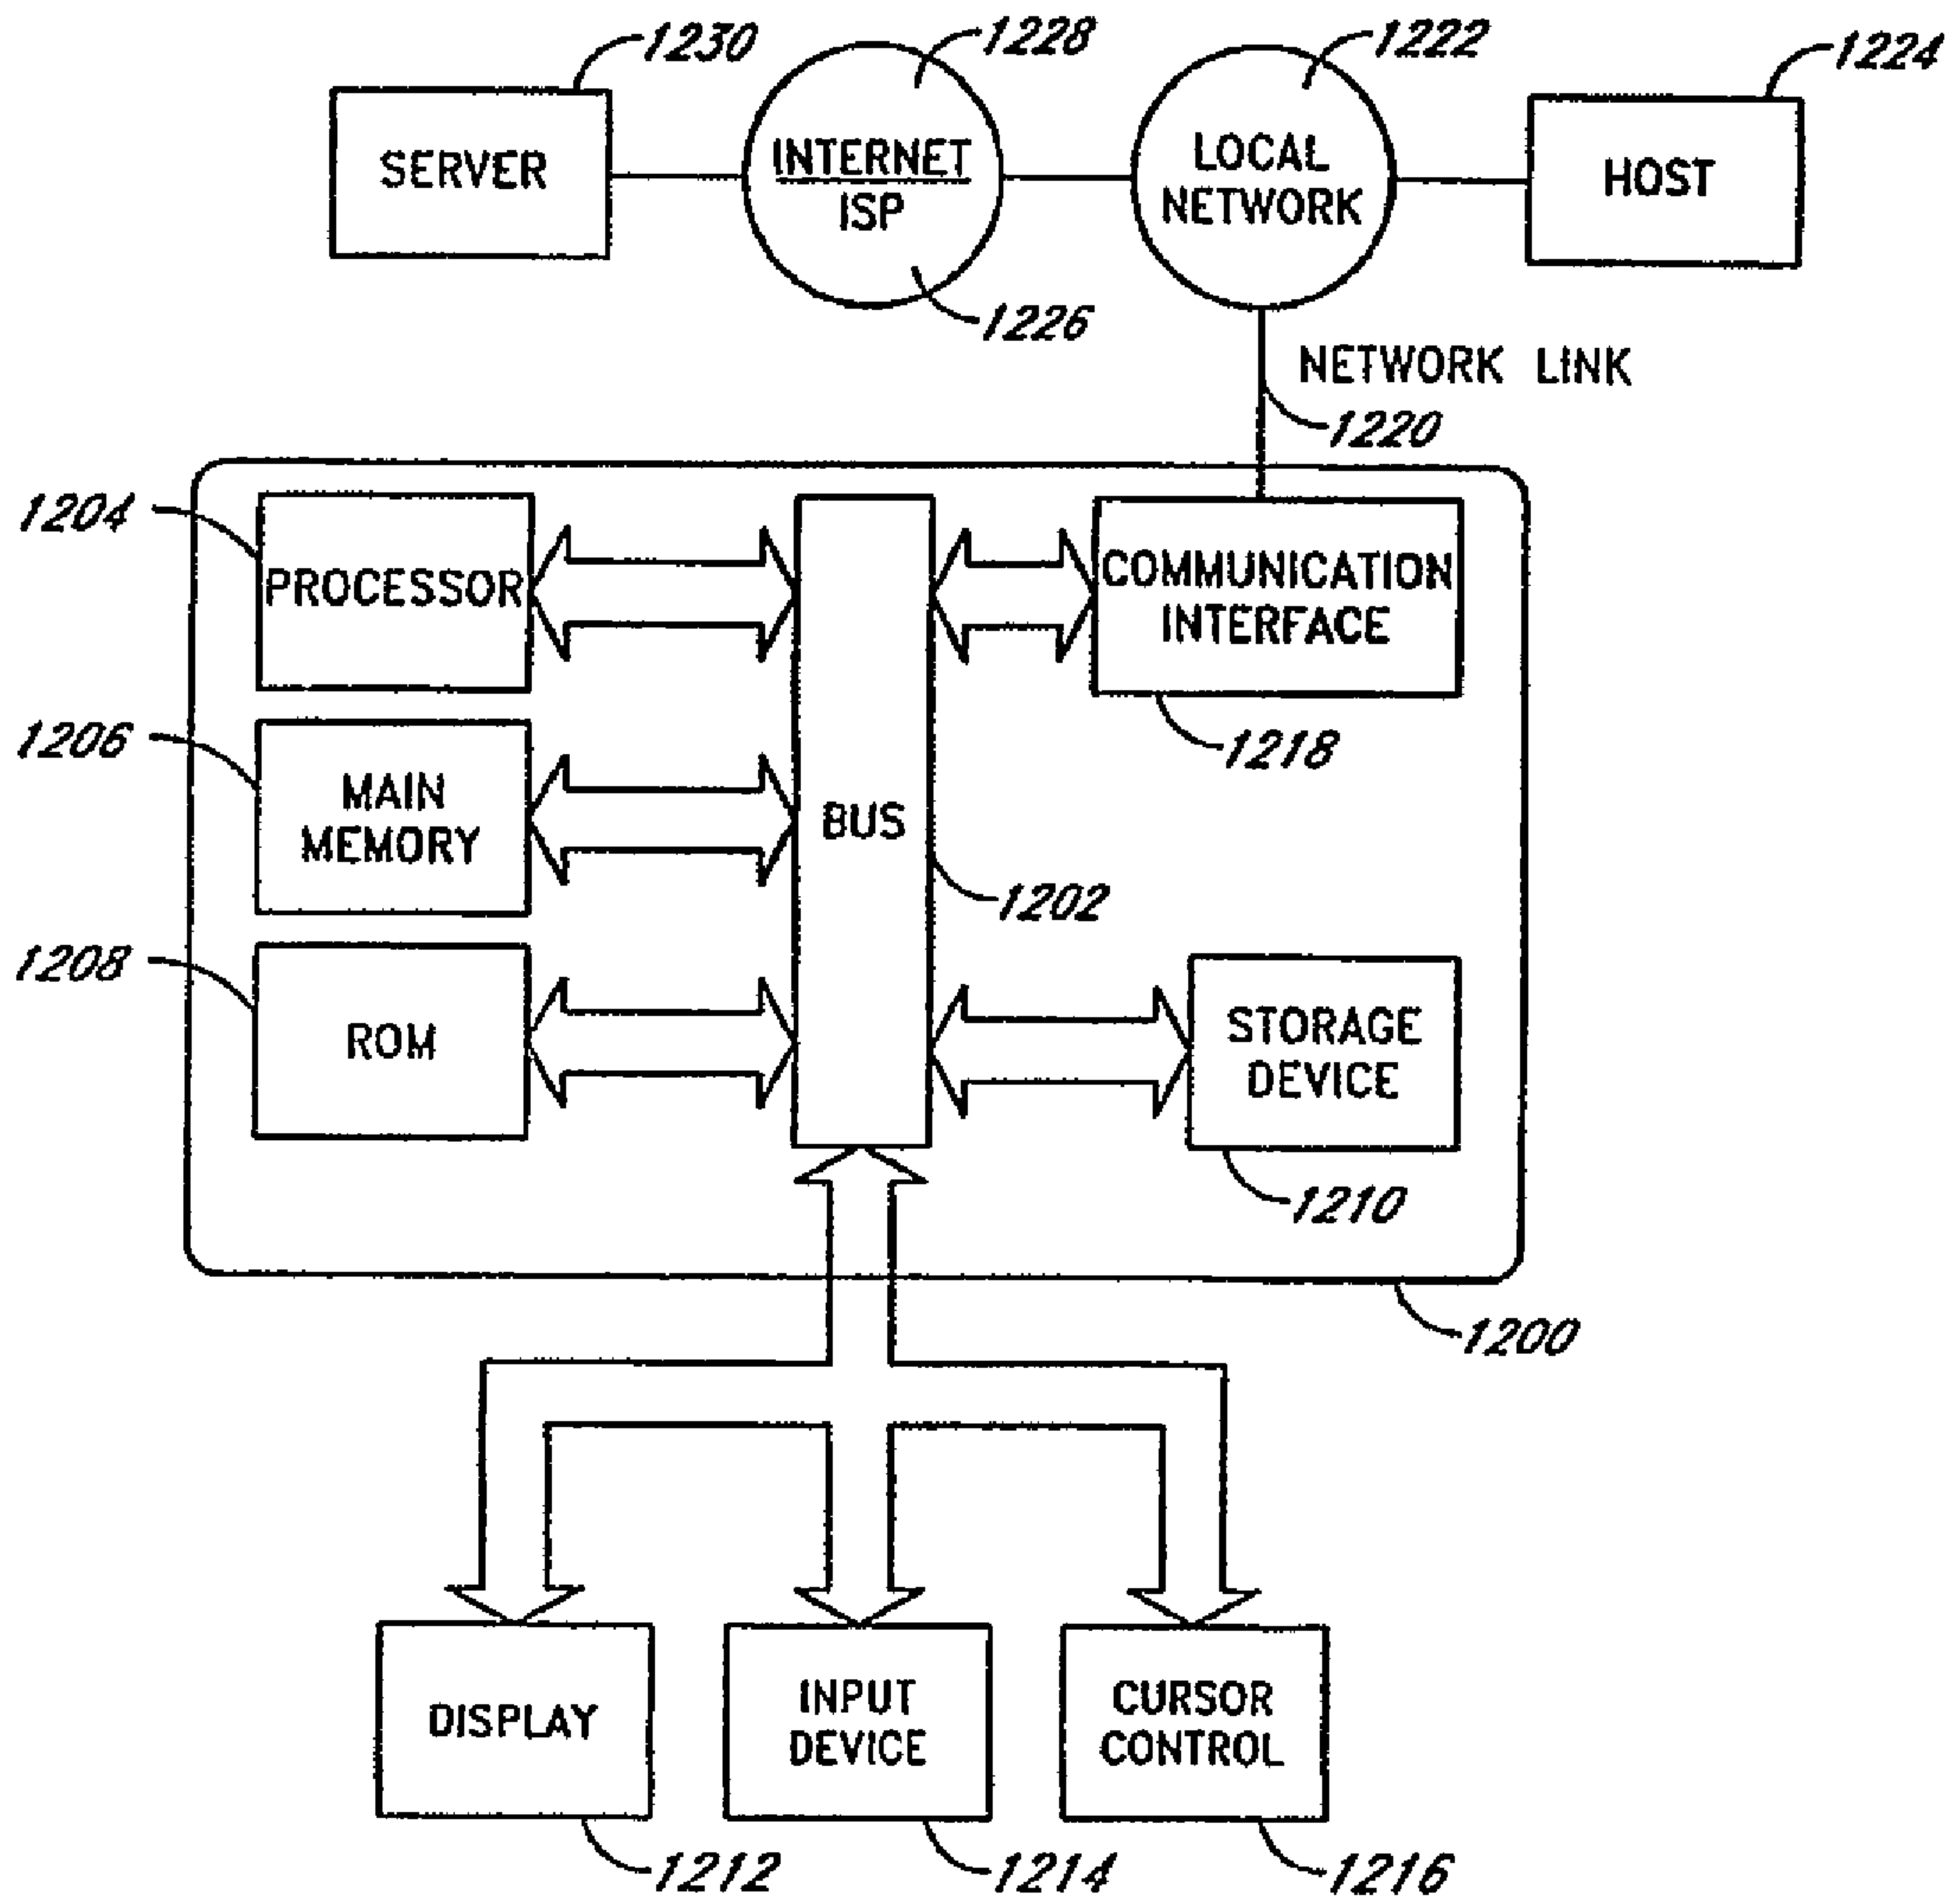 1230
1228
1222
1224
SERVER
INTERNET
ISP
LOCAL
NETWORK
HOST
1226
NETWORK LINK
1220
1204
PROCESSOR
COMMUNICATION
INTERFACE
1218
1206
MAIN
MEMORY
BUS
1202
1208
ROM
STORAGE
DEVICE
1210
1200
DISPLAY
INPUT
DEVICE
CURSOR
CONTROL
1212
1214
1216